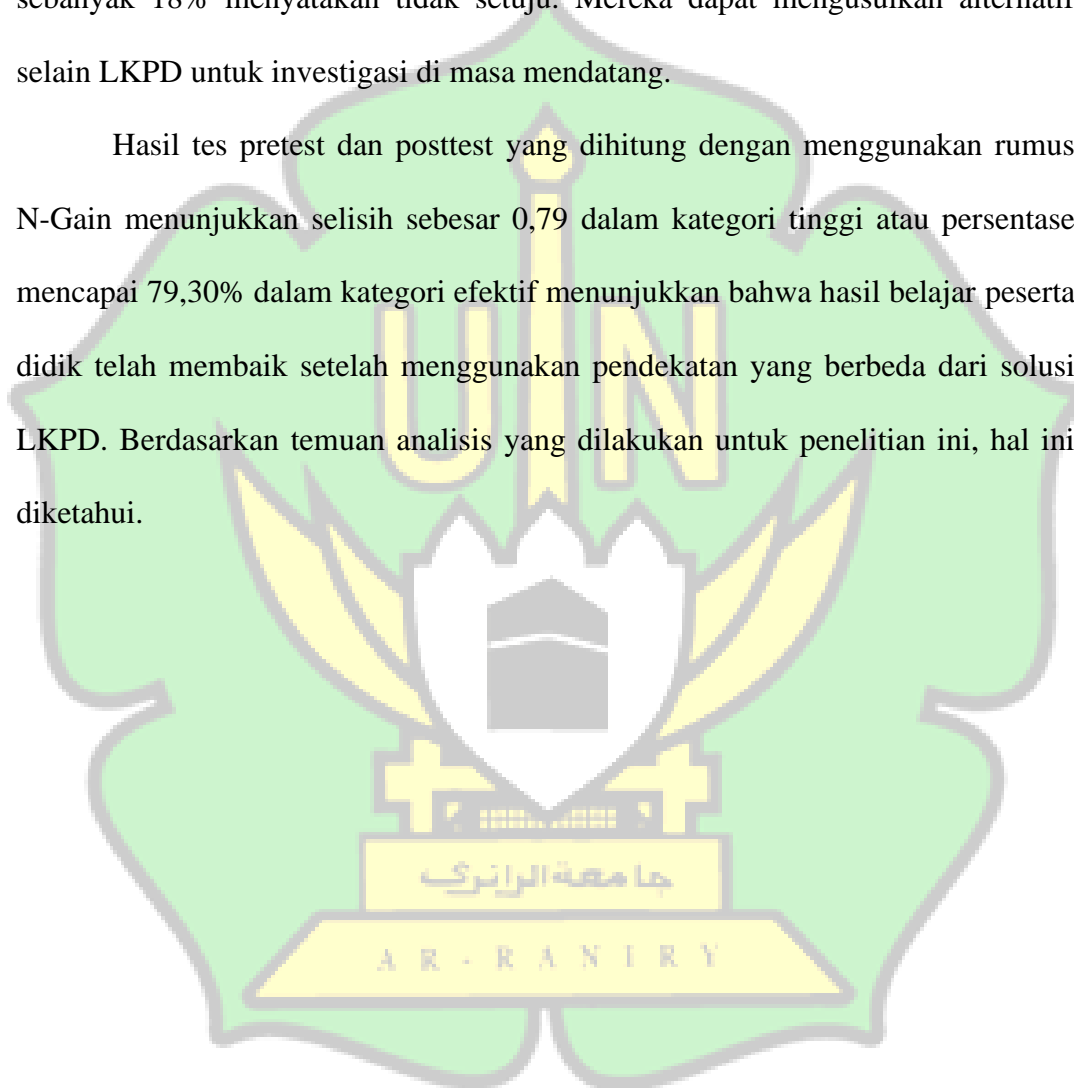 sebanyak 18% menyatakan tidak setuju. Mereka dapat mengusulkan alternatif
selain LKPD untuk investigasi di masa mendatang.
Hasil tes pretest dan posttest yang dihitung dengan menggunakan rumus
N-Gain menunjukkan selisih sebesar 0,79 dalam kategori tinggi atau persentase
mencapai 79,30% dalam kategori efektif menunjukkan bahwa hasil belajar peserta
didik telah membaik setelah menggunakan pendekatan yang berbeda dari solusi
LKPD. Berdasarkan temuan analisis yang dilakukan untuk penelitian ini, hal ini
diketahui.
UIN
جامعة الرانري
AR-RANIRY